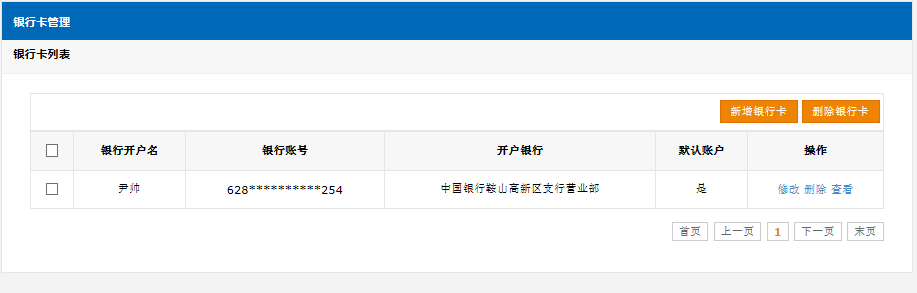 银行卡管理
银行卡列表
新增银行卡 删除银行卡
银行开户名 银行账号 开户银行 默认账户 操作
尹帅 628**********254 中国银行鞍山高新区支行营业部 是 修改 删除 查看
首页 上一页 1 下一页 末页